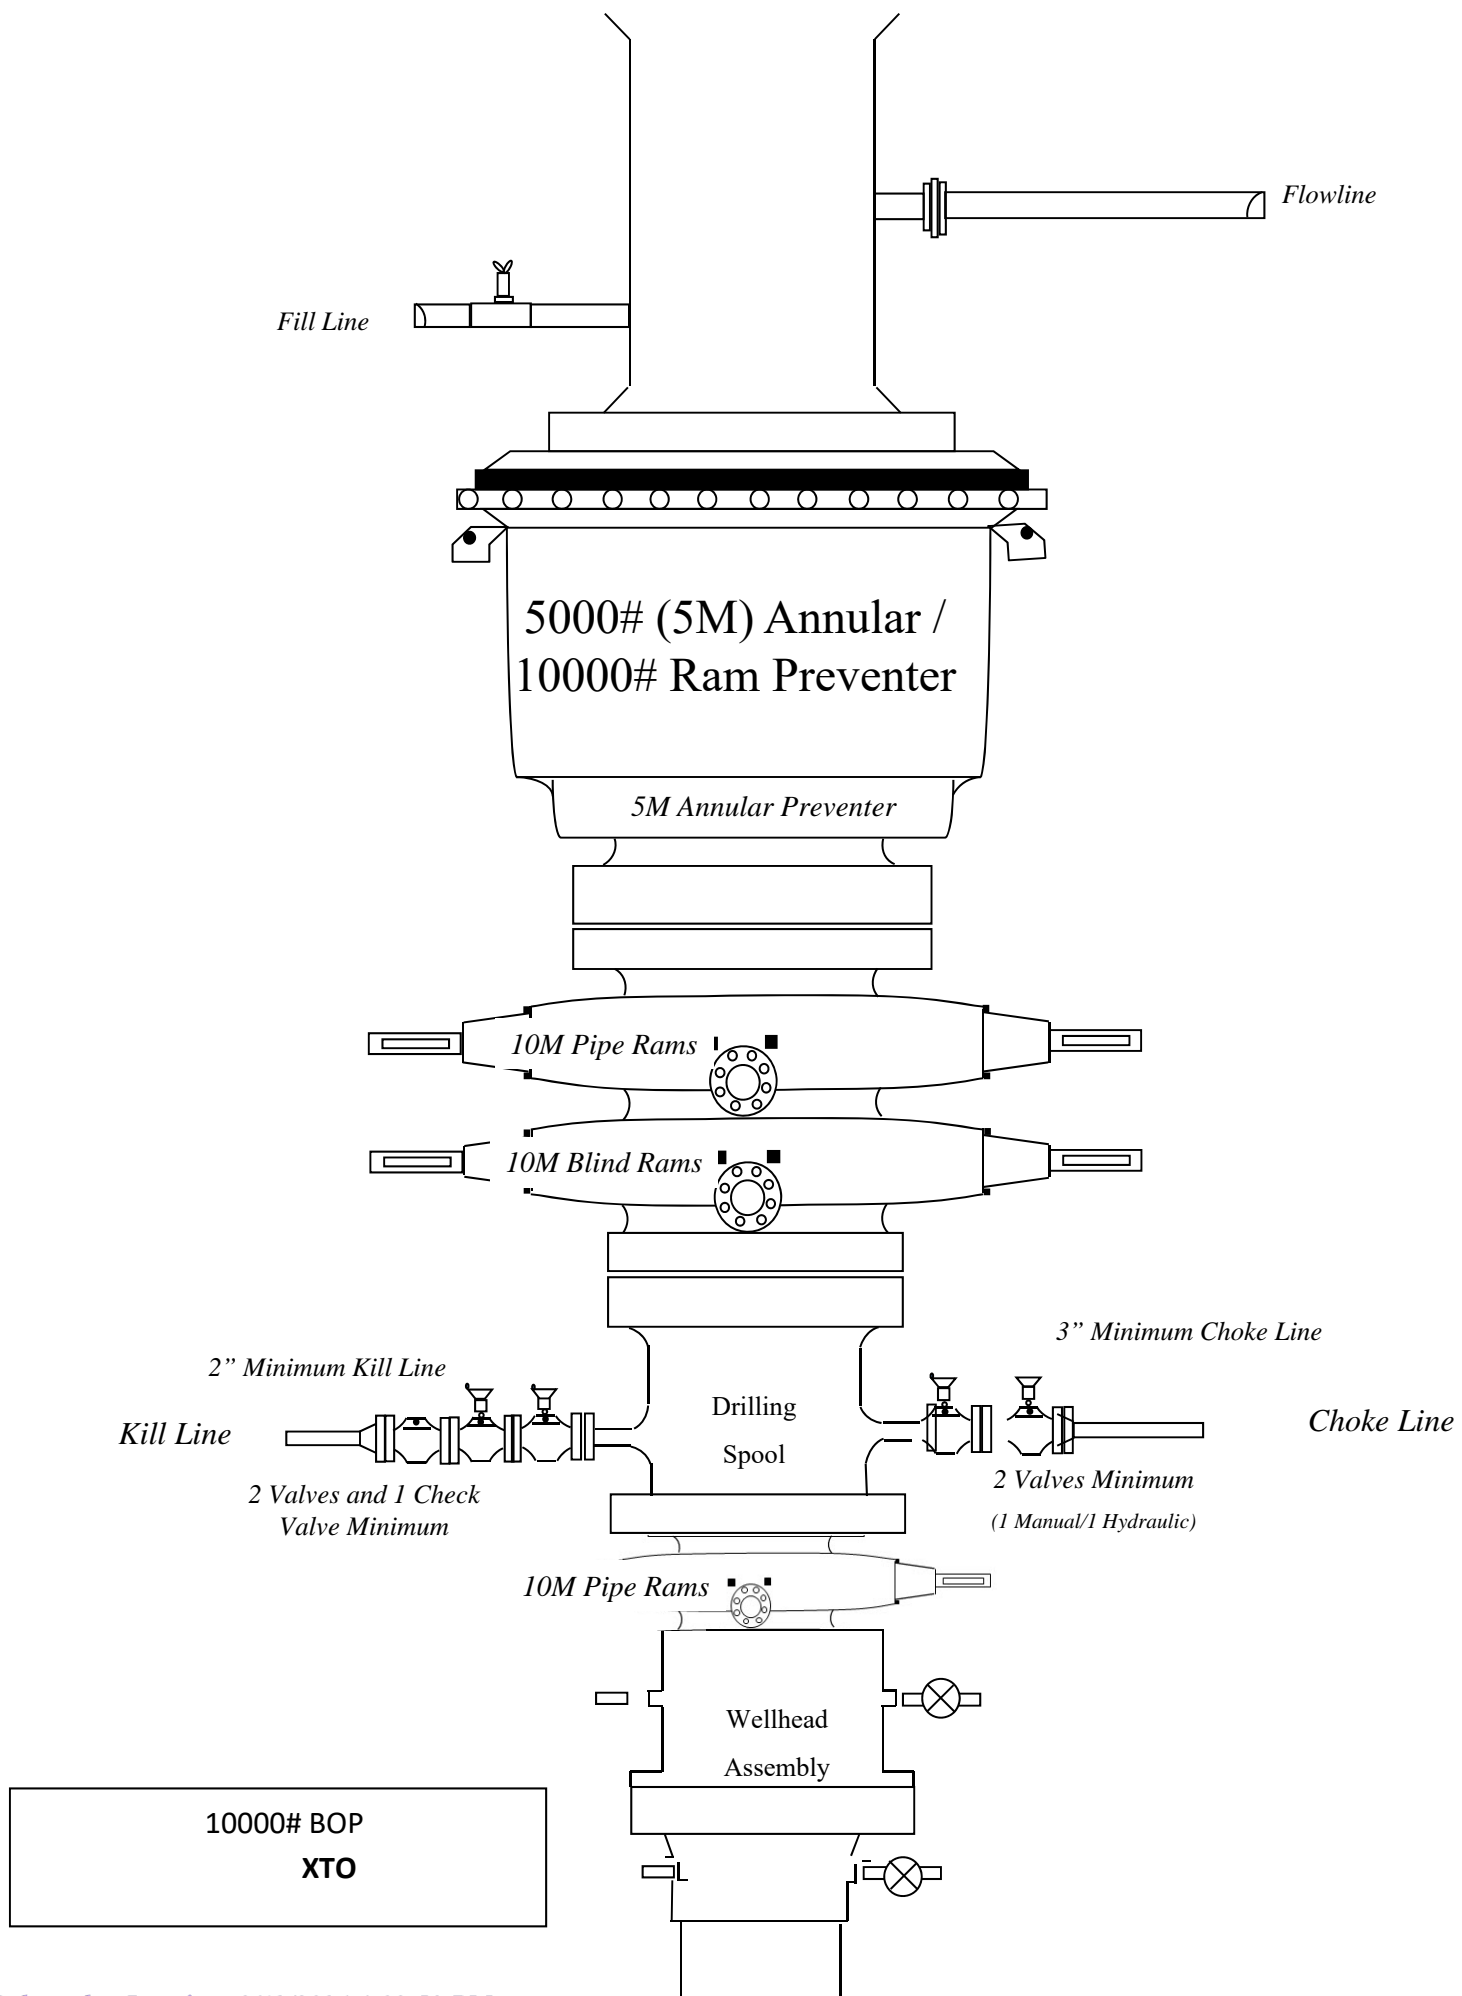 Flowline
Fill Line
5000# (5M) Annular /
10000# Ram Preventer
5M Annular Preventer
10M Pipe Rams
10M Blind Rams
3” Minimum Choke Line
2” Minimum Kill Line
Drilling
Spool
Kill Line
Choke Line
2 Valves and 1 Check
Valve Minimum
2 Valves Minimum
(1 Manual/1 Hydraulic)
10M Pipe Rams
Wellhead
Assembly
10000# BOP
XTO